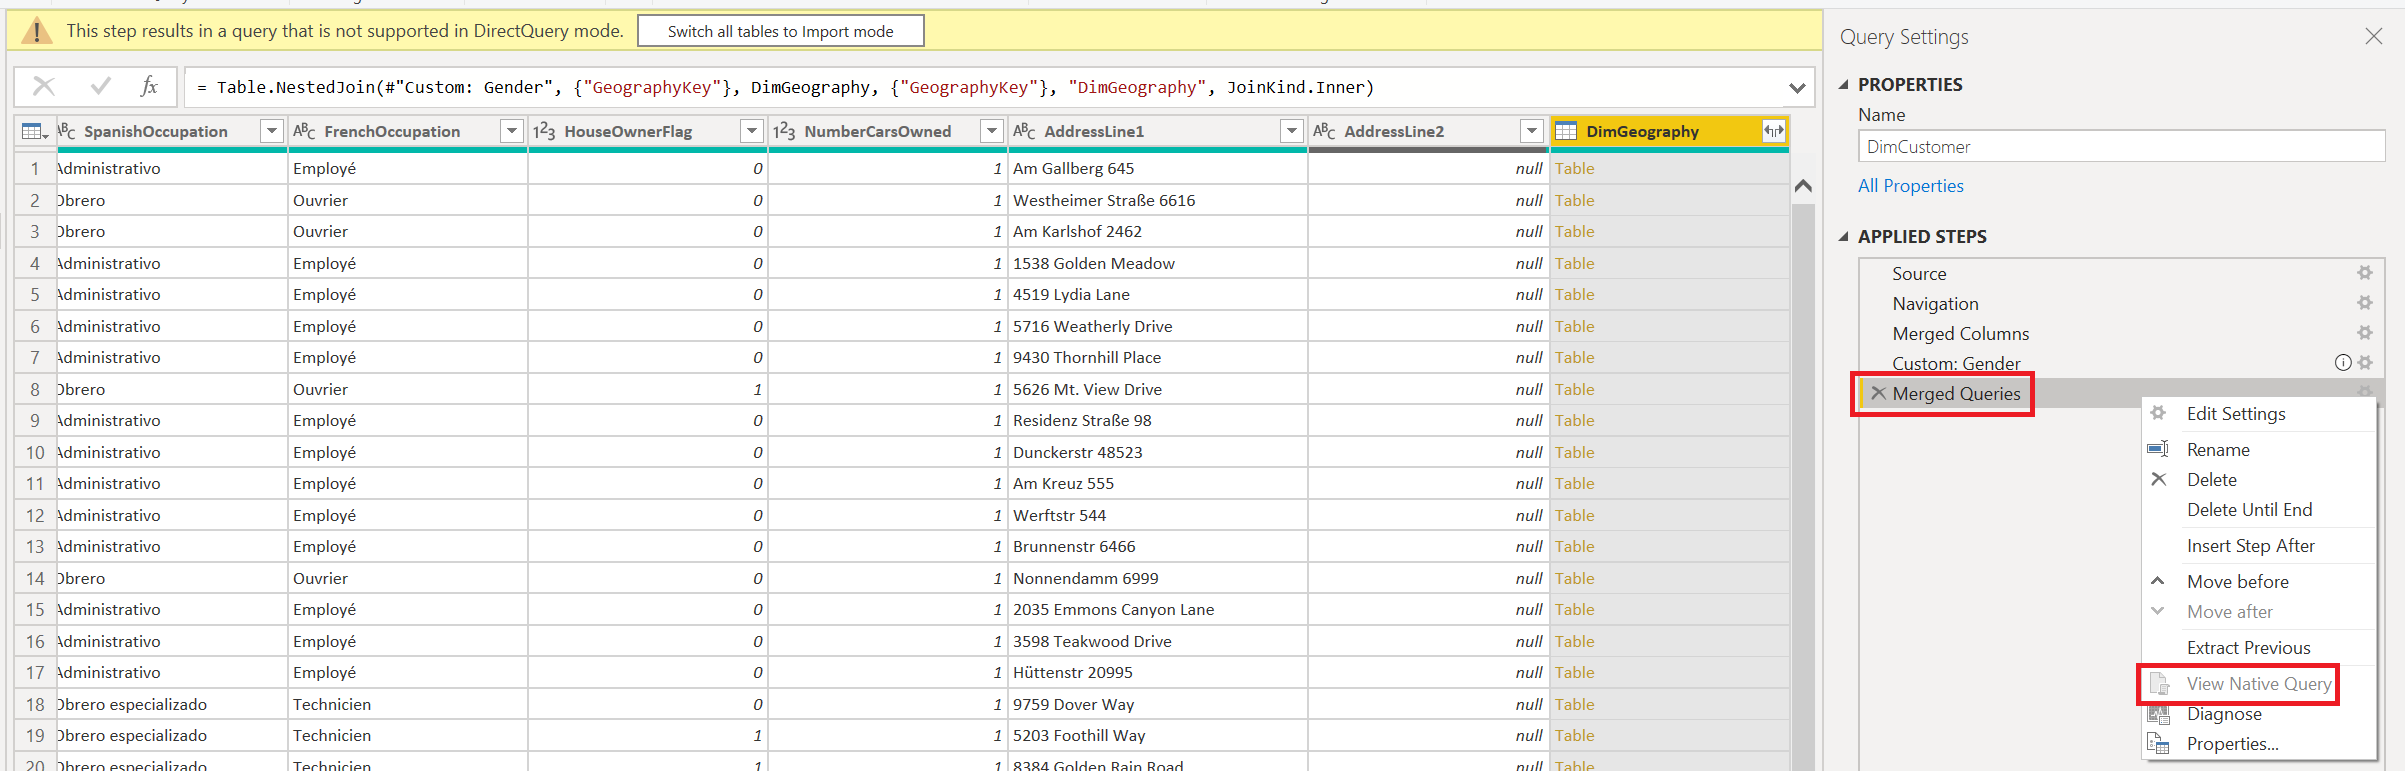 This step results in a query that is not supported in DirectQuery mode. Switch all tables to Import mode
fx = Table.NestedJoin(#"Custom: Gender", {"GeographyKey"}, DimGeography, {"GeographyKey"}, "DimGeography", JoinKind.Inner)
ABC SpanishOccupation ABC FrenchOccupation 123 HouseOwnerFlag 123 NumberCarsOwned ABC AddressLine1 ABC AddressLine2 DimGeography
1 Administrativo Employé 0 1 Am Gallberg 645 null Table
2 Obrero Ouvrier 0 1 Westheimer Straße 6616 null Table
3 Obrero Ouvrier 0 1 Am Karlshof 2462 null Table
4 Administrativo Employé 0 1 1538 Golden Meadow null Table
5 Administrativo Employé 0 1 4519 Lydia Lane null Table
6 Administrativo Employé 0 1 5716 Weatherly Drive null Table
7 Administrativo Employé 0 1 9430 Thornhill Place null Table
8 Obrero Ouvrier 1 1 5626 Mt. View Drive null Table
9 Administrativo Employé 0 1 Residenz Straße 98 null Table
10 Administrativo Employé 0 1 Dunckerstr 48523 null Table
11 Administrativo Employé 0 1 Am Kreuz 555 null Table
12 Administrativo Employé 0 1 Werftstr 544 null Table
13 Administrativo Employé 0 1 Brunnenstr 6466 null Table
14 Obrero Ouvrier 0 1 Nonnendamm 6999 null Table
15 Administrativo Employé 0 1 2035 Emmons Canyon Lane null Table
16 Administrativo Employé 0 1 3598 Teakwood Drive null Table
17 Administrativo Employé 0 1 Hüttenstr 20995 null Table
18 Obrero especializado Technicien 0 1 9759 Dover Way null Table
19 Obrero especializado Technicien 1 1 5203 Foothill Way null Table
20 Obrero especializado Technicien 1 1 8384 Golden Rain Road null Table
Query Settings
PROPERTIES
Name
DimCustomer
All Properties
APPLIED STEPS
Source
Navigation
Merged Columns
Custom: Gender
Merged Queries
Edit Settings
Rename
Delete
Delete Until End
Insert Step After
Move before
Move after
Extract Previous
View Native Query
Diagnose
Properties...